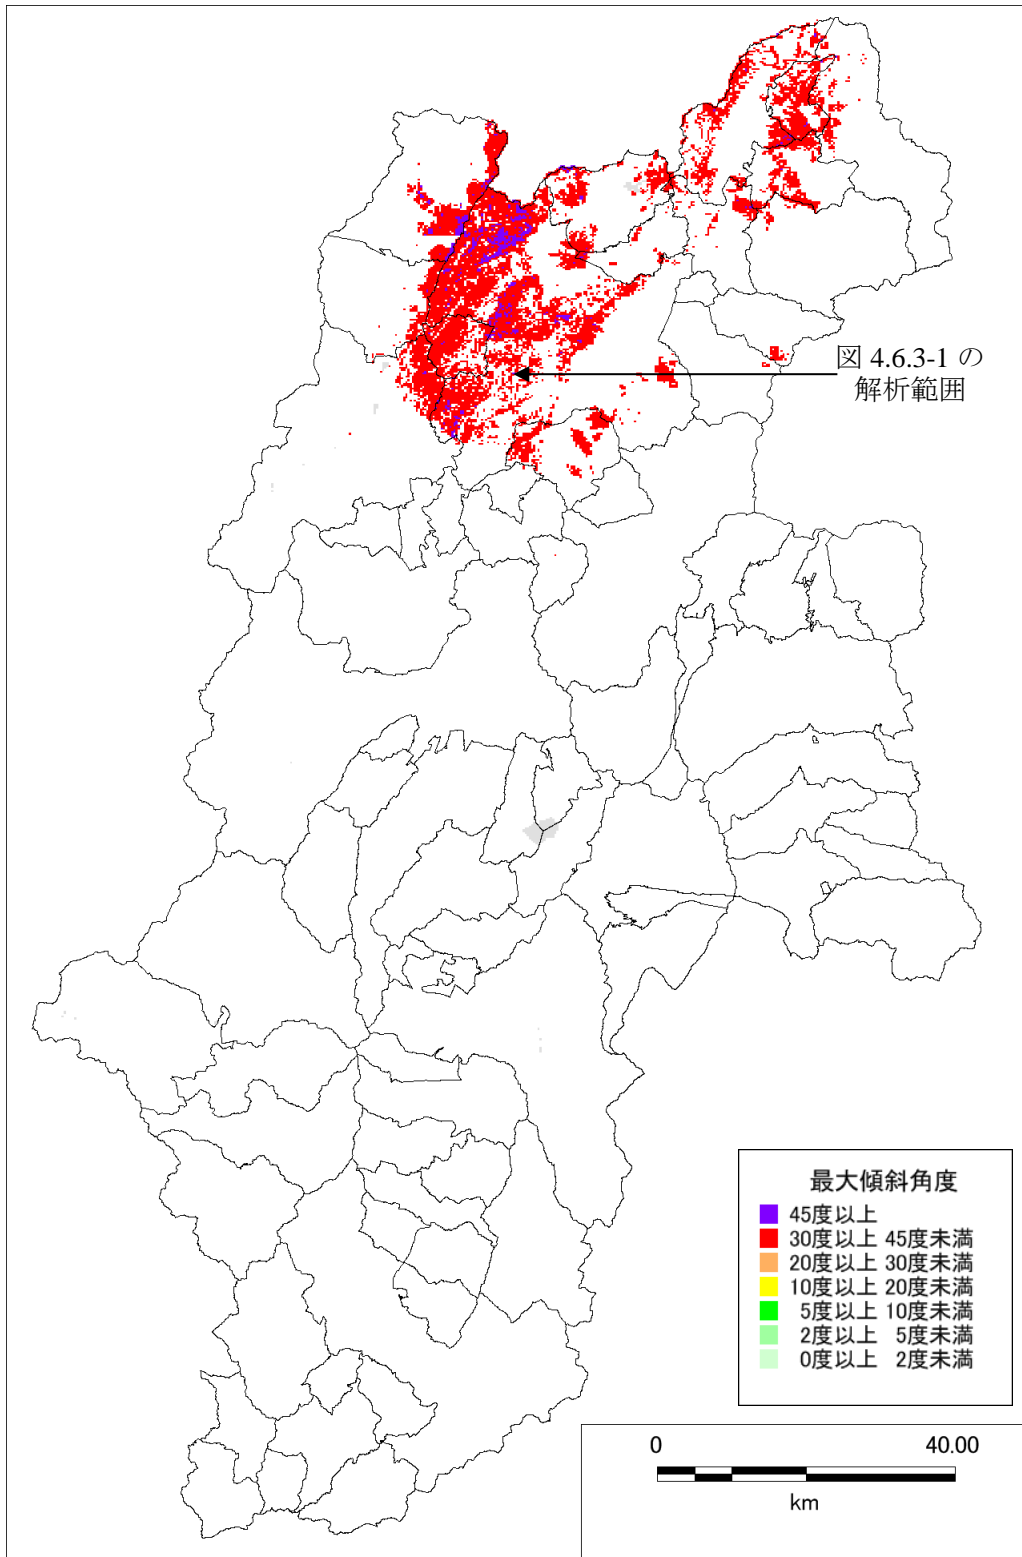 図 4.6.3-1 の
解析範囲
最大傾斜角度
45度以上
30度以上 45度未満
20度以上 30度未満
10度以上 20度未満
5度以上 10度未満
2度以上 5度未満
0度以上 2度未満
0 40.00
km